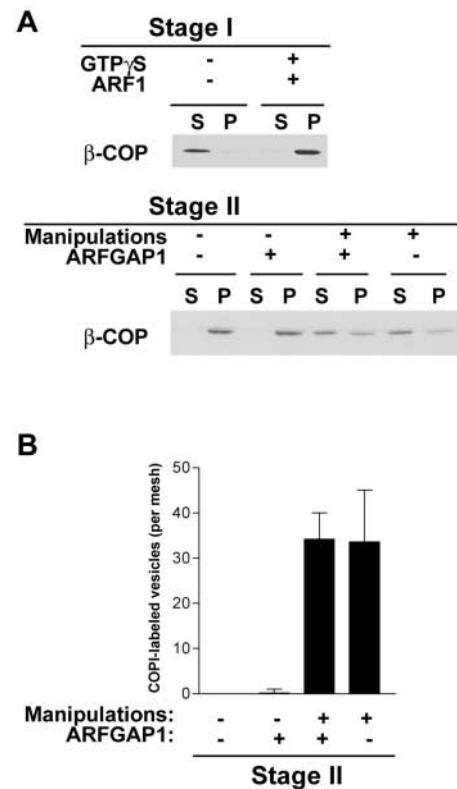 A
Stage I
GTPγS - +
ARF1 - +
S P S P
β-COP
Stage II
Manipulations - - + +
ARFGAP1 - + + -
S P S P S P S P
β-COP
B
COPI-labeled vesicles (per mesh)
50
40
30
20
10
0
Manipulations: - - + +
ARFGAP1: - + + -
Stage II